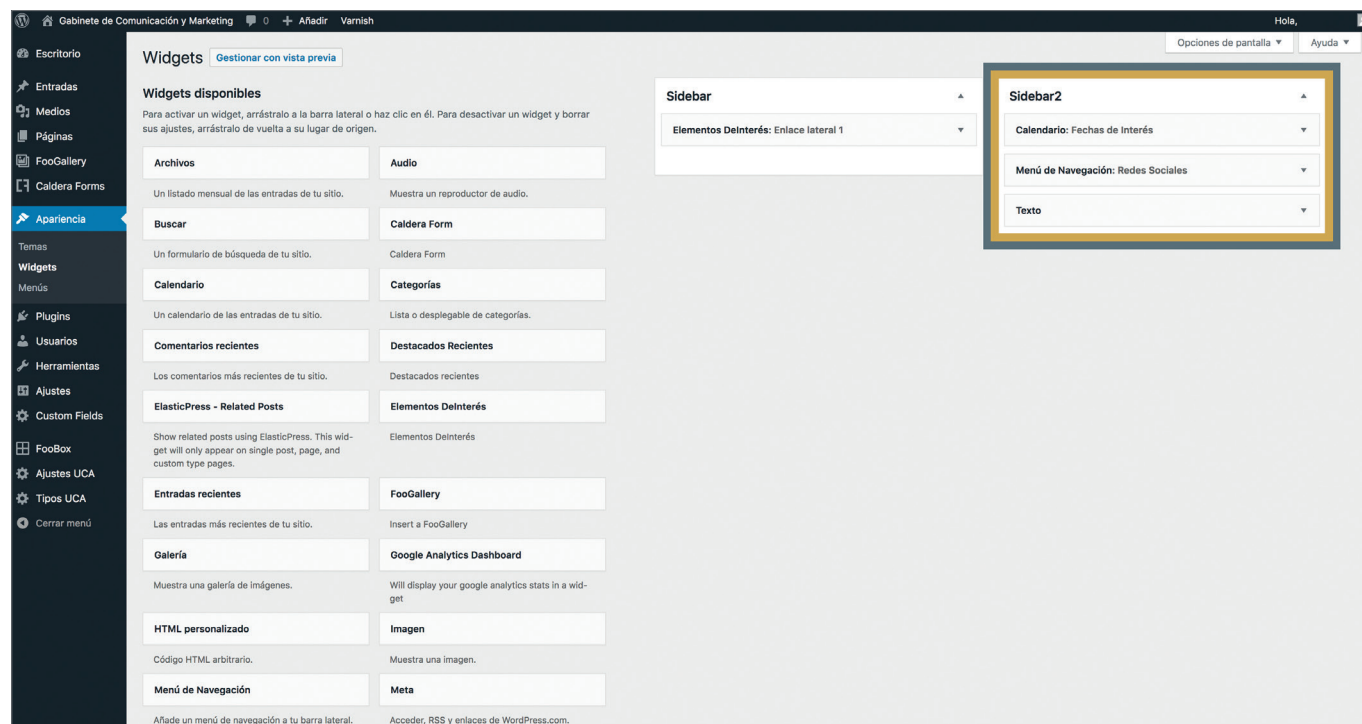 Gabinete de Comunicación y Marketing 0 + Añadir Varnish Hola,
Opciones de pantalla ▼ Ayuda ▼
Escritorio
Entradas
Medios
Páginas
FooGallery
Caldera Forms
Apariencia
Temas
Widgets
Menús
Plugins
Usuarios
Herramientas
Ajustes
Custom Fields
FooBox
Ajustes UCA
Tipos UCA
Cerrar menú
Widgets Gestionar con vista previa
Widgets disponibles
Para activar un widget, arrástralo a la barra lateral o haz clic en él. Para desactivar un widget y borrar
sus ajustes, arrástralo de vuelta a su lugar de origen.
Archivos
Un listado mensual de las entradas de tu sitio.
Audio
Muestra un reproductor de audio.
Buscar
Un formulario de búsqueda de tu sitio.
Caldera Form
Caldera Form
Calendario
Un calendario de las entradas de tu sitio.
Categorías
Lista o desplegable de categorías.
Comentarios recientes
Los comentarios más recientes de tu sitio.
Destacados Recientes
Destacados recientes
ElasticPress - Related Posts
Show related posts using ElasticPress. This wid-
get will only appear on single post, page, and
custom type pages.
Elementos DeInterés
Elementos DeInterés
Entradas recientes
Las entradas más recientes de tu sitio.
FooGallery
Insert a FooGallery
Galería
Muestra una galería de imágenes.
Google Analytics Dashboard
Will display your google analytics stats in a wid-
get
HTML personalizado
Código HTML arbitrario.
Imagen
Muestra una imagen.
Menú de Navegación
Añade un menú de navegación a tu barra lateral.
Meta
Acceder, RSS y enlaces de WordPress.com.
Sidebar
Elementos DeInterés: Enlace lateral 1
Sidebar2
Calendario: Fechas de Interés
Menú de Navegación: Redes Sociales
Texto